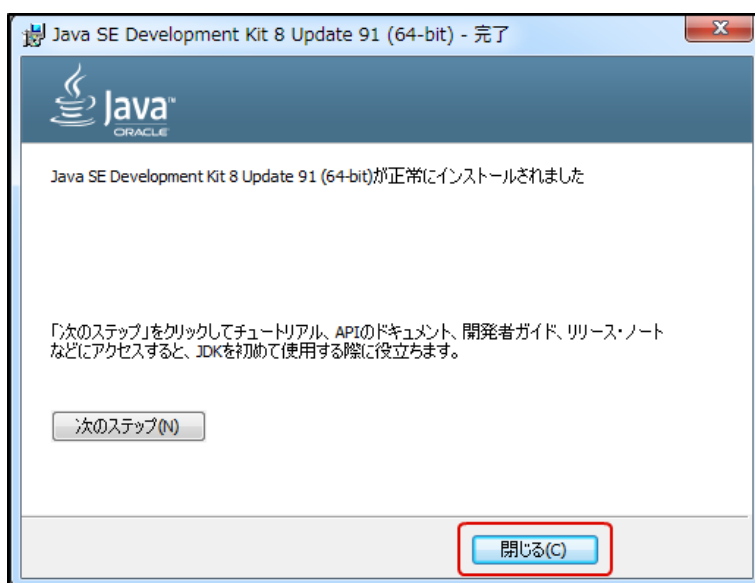 Java SE Development Kit 8 Update 91 (64-bit) - 完了
Java™
ORACLE
Java SE Development Kit 8 Update 91 (64-bit)が正常にインストールされました
「次のステップ」をクリックしてチュートリアル、APIのドキュメント、開発者ガイド、リリース・ノート
などにアクセスすると、JDKを初めて使用する際に役立ちます。
次のステップ(N)
閉じる(C)